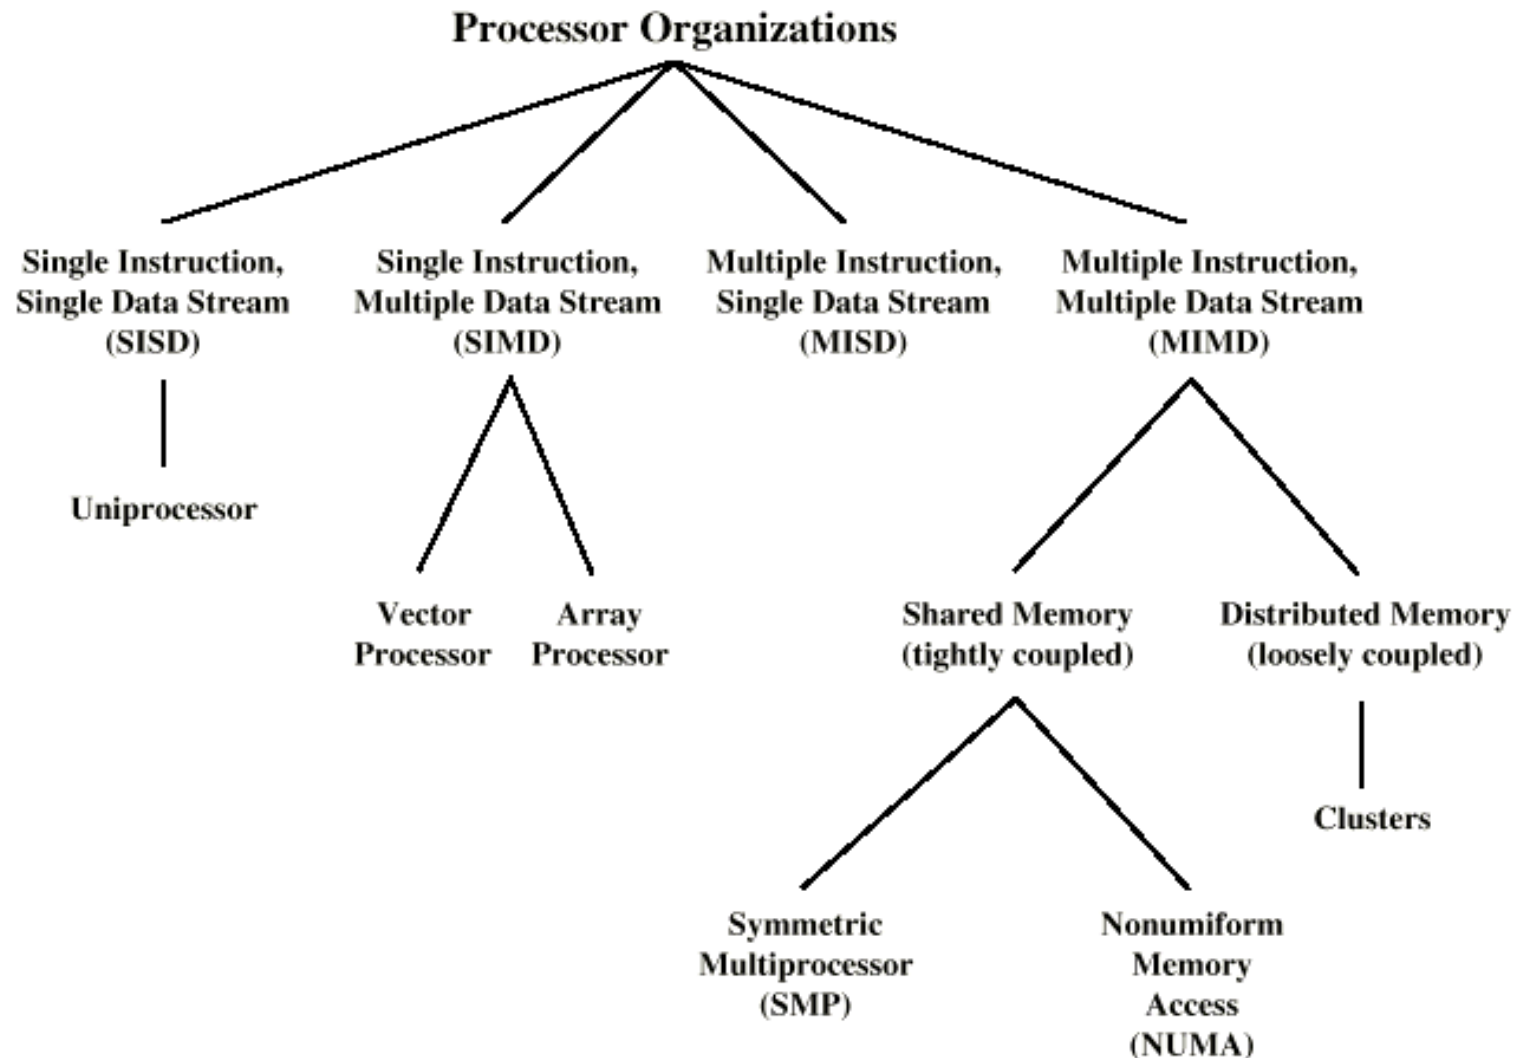 Processor Organizations
Single Instruction,
Single Data Stream
(SISD)
Single Instruction,
Multiple Data Stream
(SIMD)
Multiple Instruction,
Single Data Stream
(MISD)
Multiple Instruction,
Multiple Data Stream
(MIMD)
Uniprocessor
Vector
Processor
Array
Processor
Shared Memory
(tightly coupled)
Distributed Memory
(loosely coupled)
Clusters
Symmetric
Multiprocessor
(SMP)
Nonumiform
Memory
Access
(NUMA)